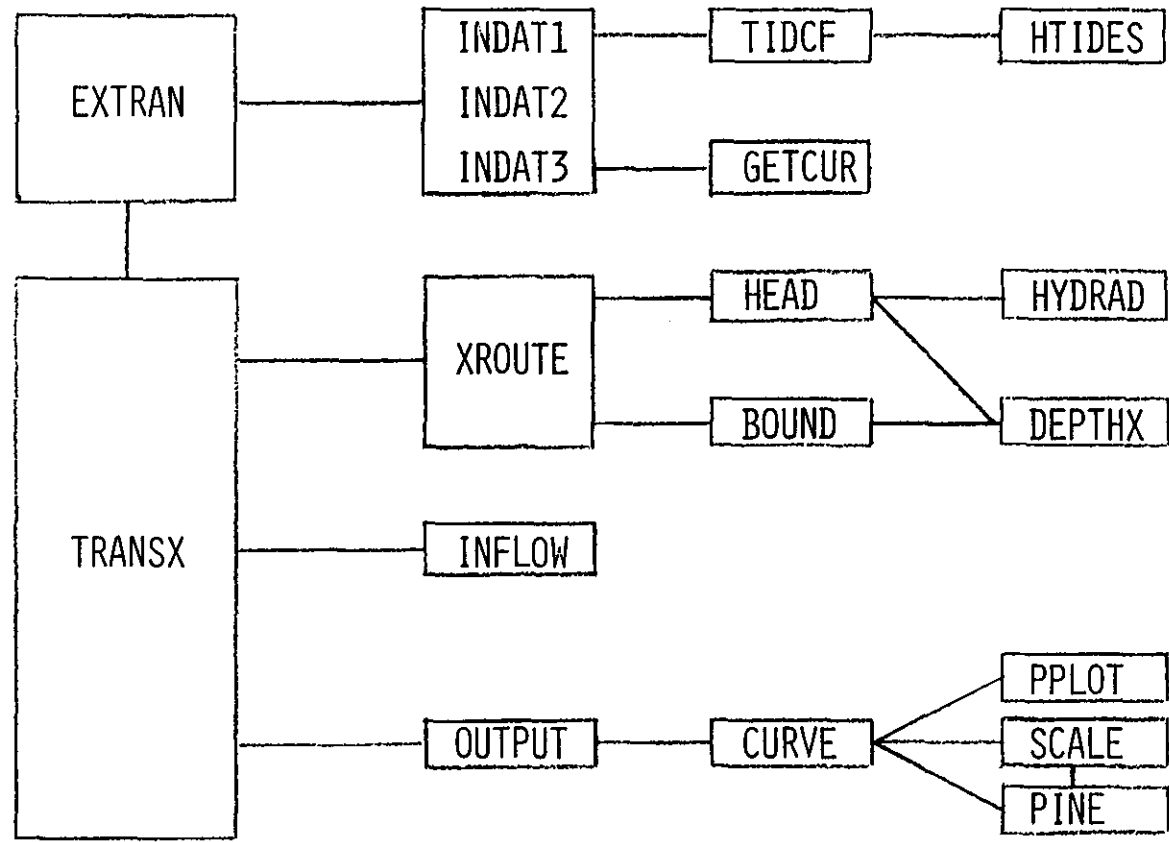 EXTRAN
INDAT1
INDAT2
INDAT3
TIDCF
HTIDES
GETCUR
TRANSX
XROUTE
HEAD
HYDRAD
BOUND
DEPTHX
INFLOW
OUTPUT
CURVE
PPLOT
SCALE
PINE